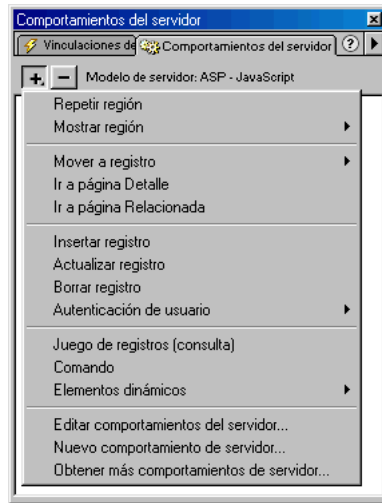 Comportamientos del servidor
Vinculaciones de Comportamientos del servidor ?
Modelo de servidor: ASP - JavaScript
Repetir región
Mostrar región
Mover a registro
Ir a página Detalle
Ir a página Relacionada
Insertar registro
Actualizar registro
Borrar registro
Autenticación de usuario
Juego de registros (consulta)
Comando
Elementos dinámicos
Editar comportamientos del servidor...
Nuevo comportamiento de servidor...
Obtener más comportamientos de servidor...